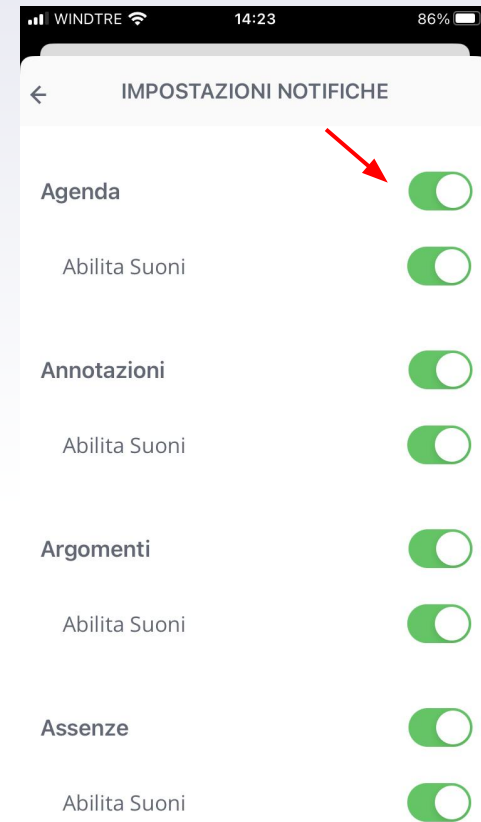 WINDTRE 14:23 86%
IMPOSTAZIONI NOTIFICHE
Agenda
Abilita Suoni
Annotazioni
Abilita Suoni
Argomenti
Abilita Suoni
Assenze
Abilita Suoni